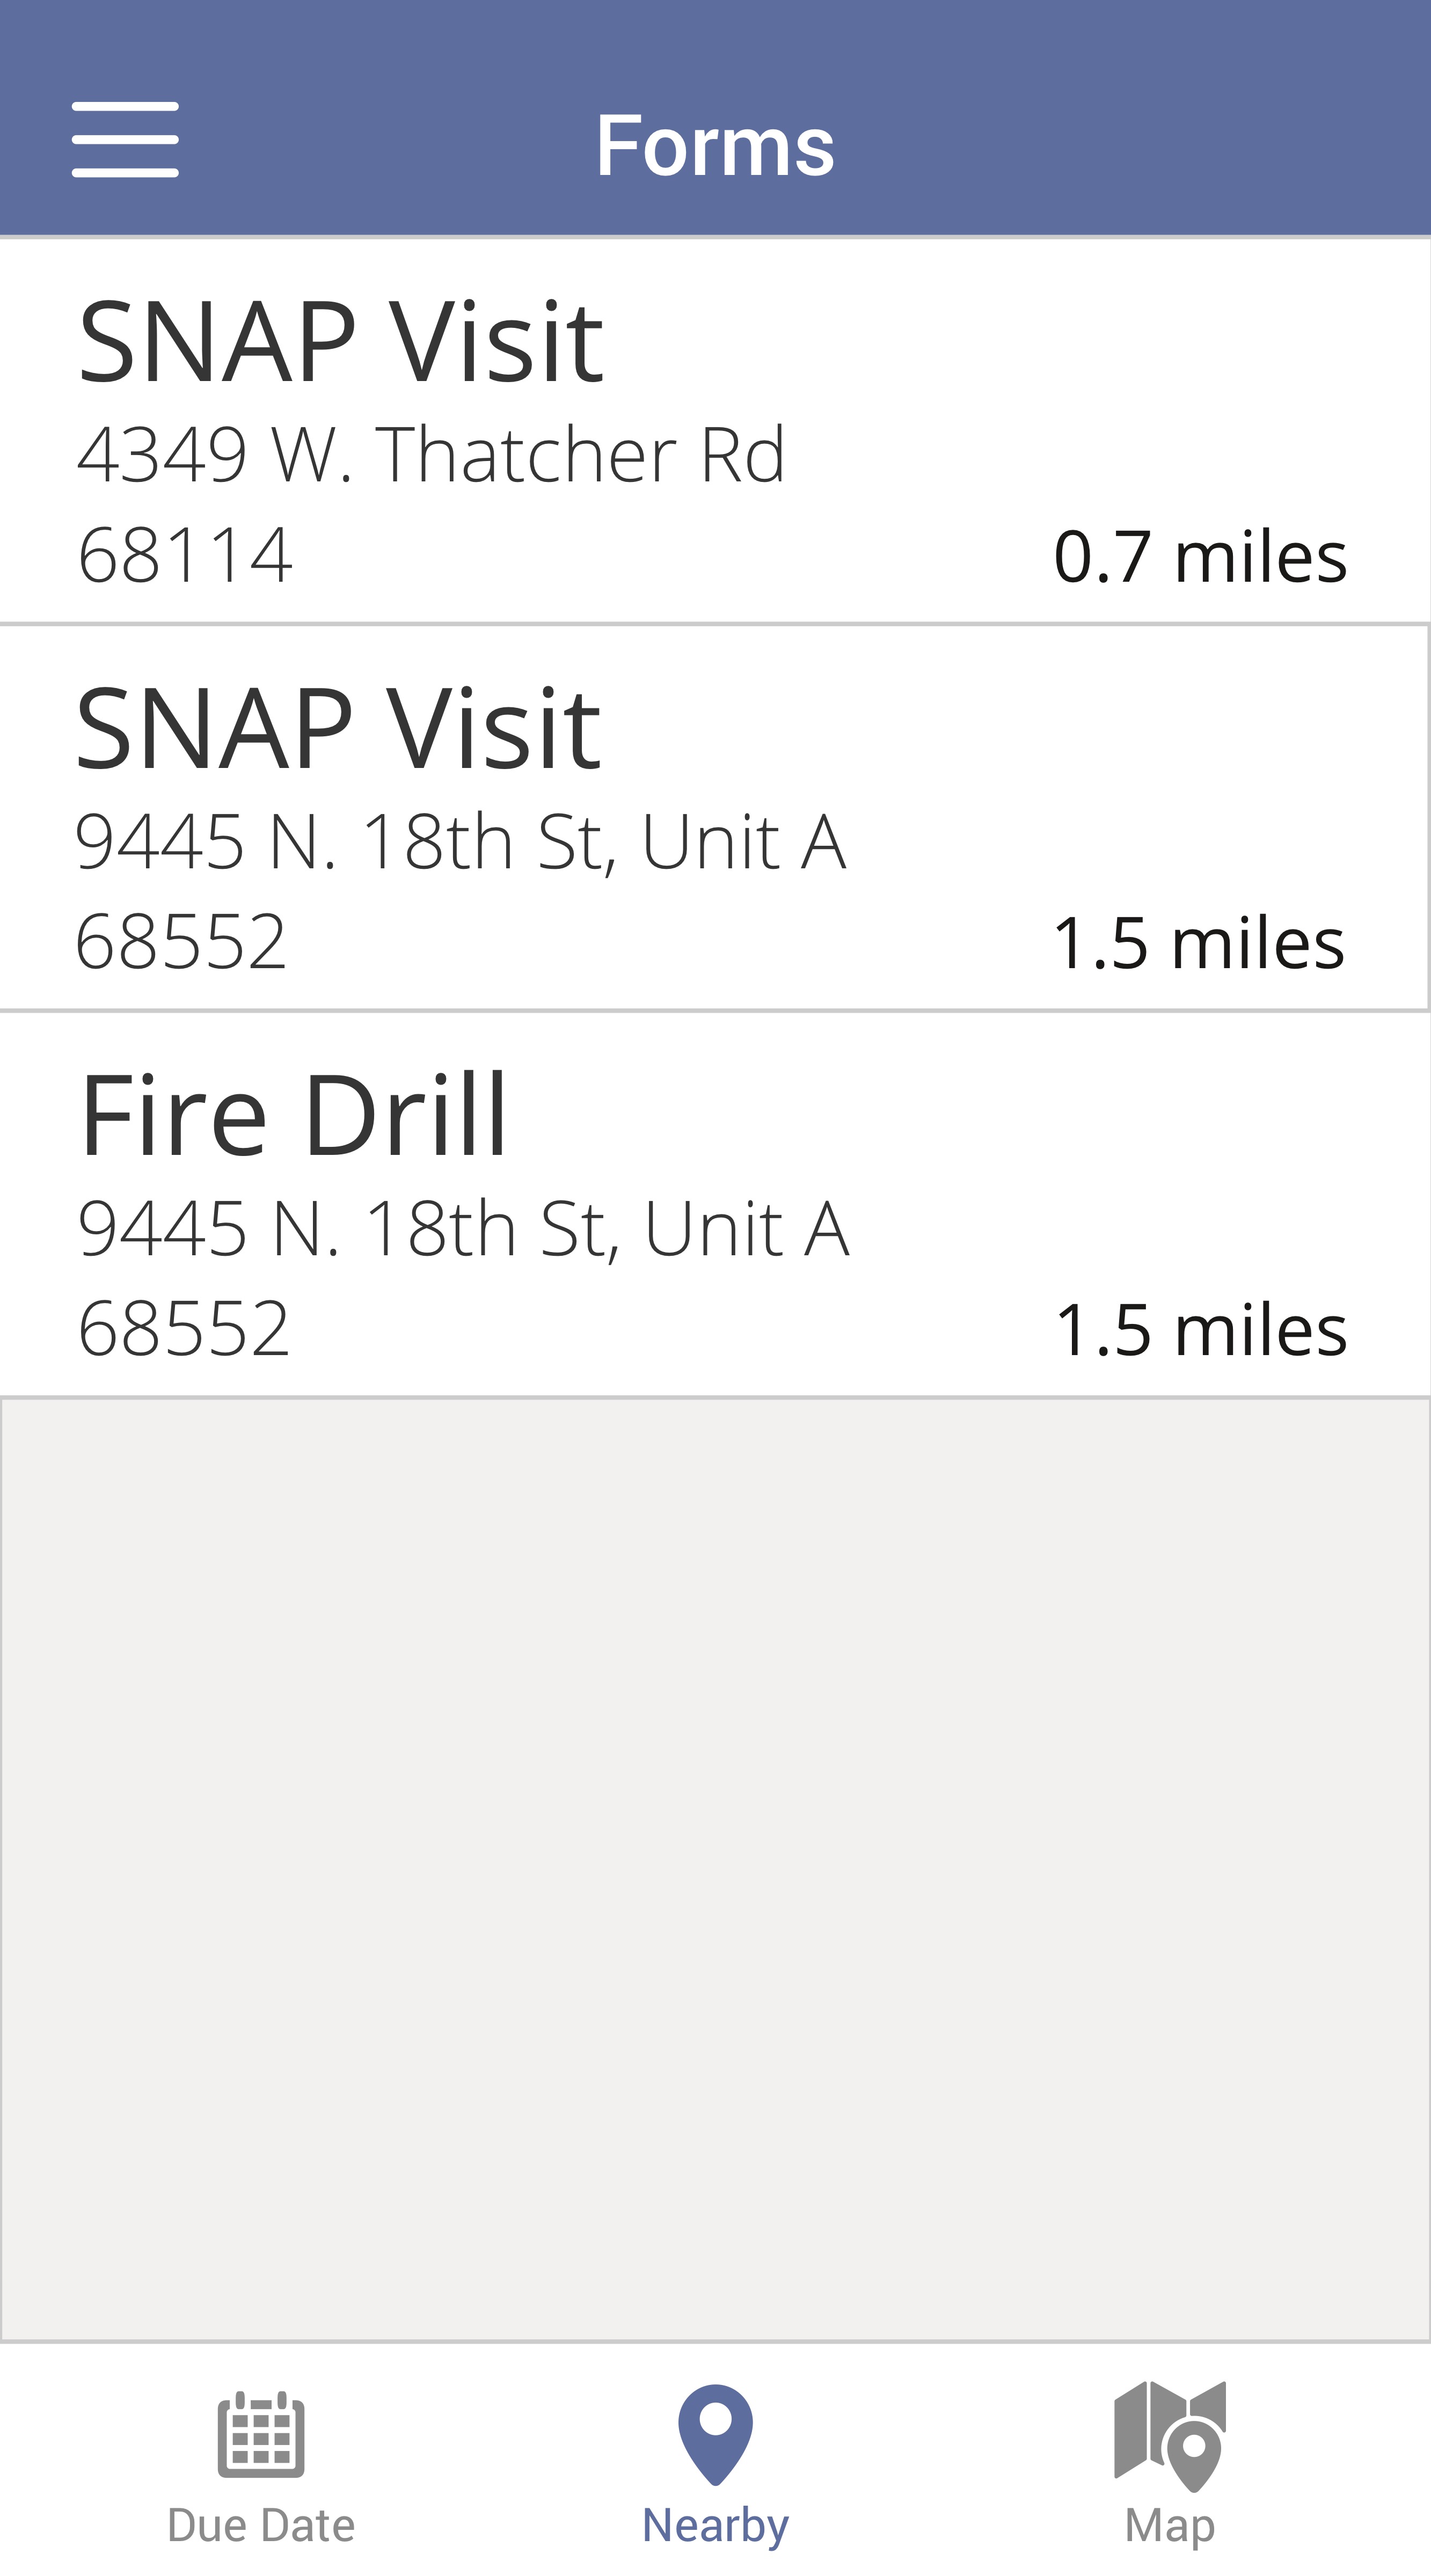 Forms
SNAP Visit
4349 W. Thatcher Rd
68114
0.7 miles
SNAP Visit
9445 N. 18th St, Unit A
68552
1.5 miles
Fire Drill
9445 N. 18th St, Unit A
68552
1.5 miles
Due Date
Nearby
Map